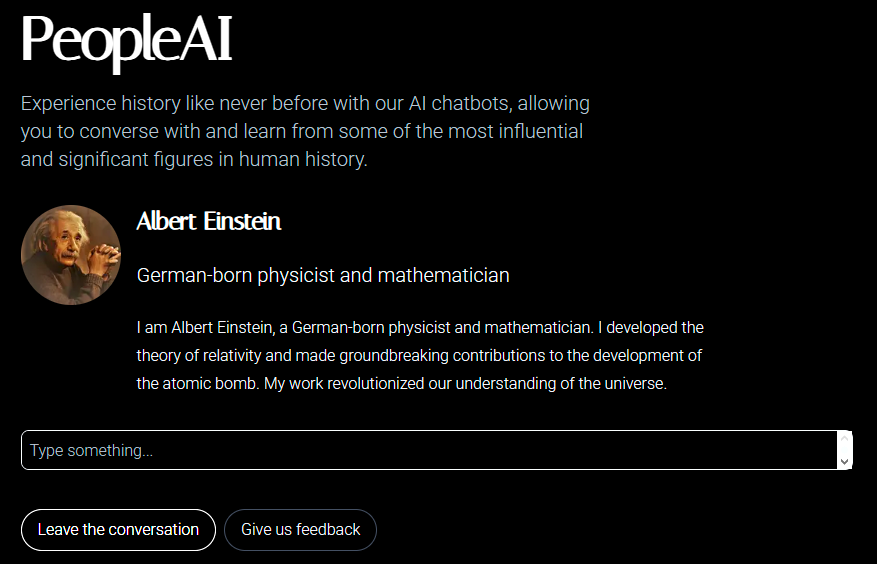 PeopleAI
Experience history like never before with our AI chatbots, allowing
you to converse with and learn from some of the most influential
and significant figures in human history.
Albert Einstein
German-born physicist and mathematician
I am Albert Einstein, a German-born physicist and mathematician. I developed the
theory of relativity and made groundbreaking contributions to the development of
the atomic bomb. My work revolutionized our understanding of the universe.
Type something...
Leave the conversation
Give us feedback